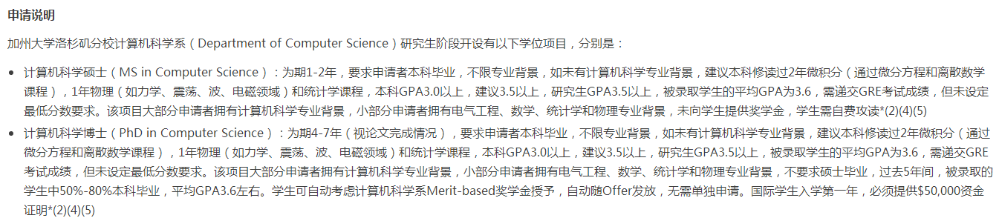 申请说明
加州大学洛杉矶分校计算机科学系（Department of Computer Science）研究生阶段开设有以下学位项目，分别是：
• 计算机科学硕士（MS in Computer Science）：为期1-2年，要求申请者本科毕业，不限专业背景，如未有计算机科学专业背景，建议本科修读过2年微积分（通过微分方程和离散数学
课程），1年物理（如力学、震荡、波、电磁领域）和统计学课程，本科GPA3.0以上，建议3.5以上，研究生GPA3.5以上，被录取学生的平均GPA为3.6，需递交GRE考试成绩，但未设定
最低分数要求。该项目大部分申请者拥有计算机科学专业背景，小部分申请者拥有电气工程、数学、统计学和物理专业背景，未向学生提供奖学金，学生需自费攻读*(2)(4)(5)
• 计算机科学博士（PhD in Computer Science）：为期4-7年（视论文完成情况），要求申请者本科毕业，不限专业背景，如未有计算机科学专业背景，建议本科修读过2年微积分（通过
微分方程和离散数学课程），1年物理（如力学、震荡、波、电磁领域）和统计学课程，本科GPA3.0以上，建议3.5以上，研究生GPA3.5以上，被录取学生的平均GPA为3.6，需递交GRE
考试成绩，但未设定最低分数要求。该项目大部分申请者拥有计算机科学专业背景，小部分申请者拥有电气工程、数学、统计学和物理专业背景，不要求硕士毕业，过去5年间，被录取的
学生中50%-80%本科毕业，平均GPA3.6左右。学生可自动考虑计算机科学系Merit-based奖学金授予，自动随Offer发放，无需单独申请。国际学生入学第一年，必须提供$50,000资金
证明*(2)(4)(5)